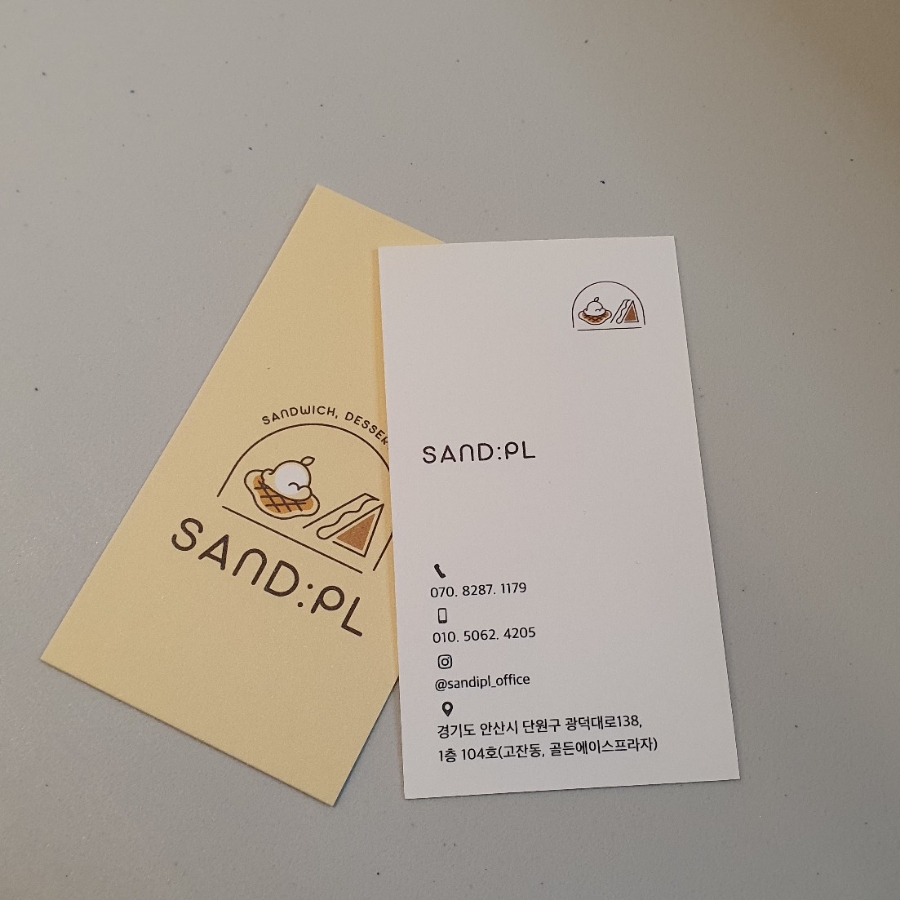 SANDWICH, DESSER
SAND:PL
SAND:PL
070. 8287. 1179
010. 5062. 4205
@sandipl_office
경기도 안산시 단원구 광덕대로138,
1층 104호(고잔동, 골든에이스프라자)